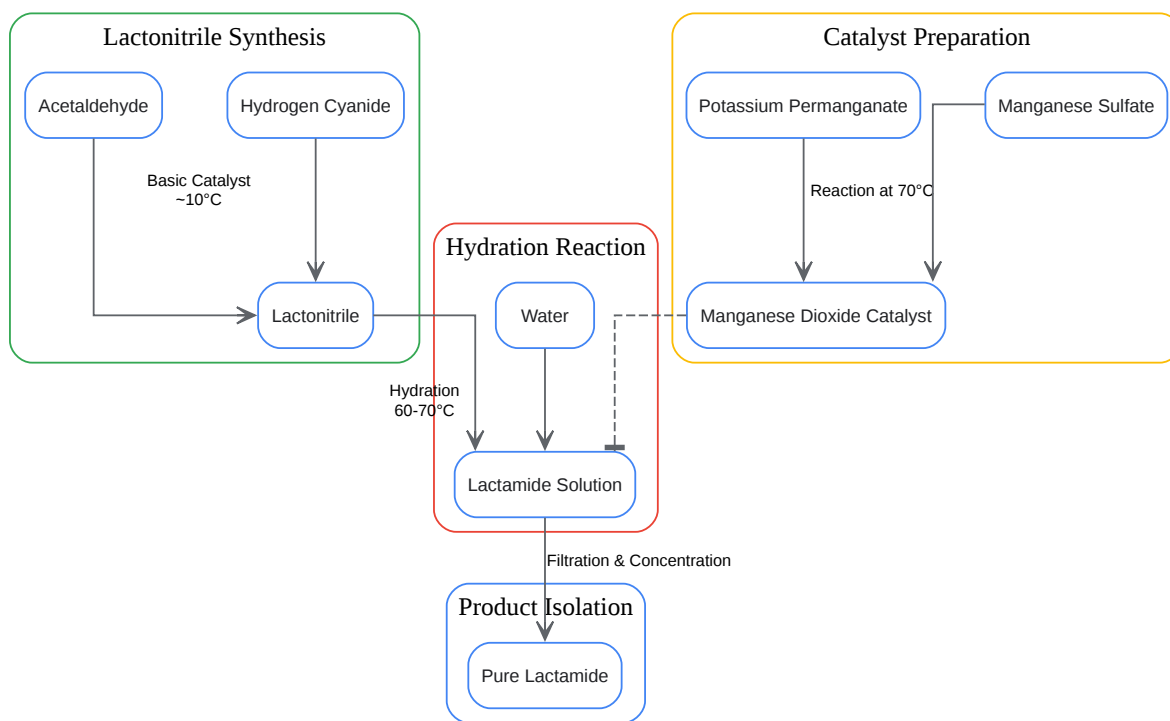 Lactonitrile Synthesis
Catalyst Preparation
Acetaldehyde
Hydrogen Cyanide
Potassium Permanganate
Manganese Sulfate
Basic Catalyst
~10°C
Reaction at 70°C
Hydration Reaction
Lactonitrile
Water
Manganese Dioxide Catalyst
Hydration
60-70°C
Lactamide Solution
Filtration & Concentration
Product Isolation
Pure Lactamide